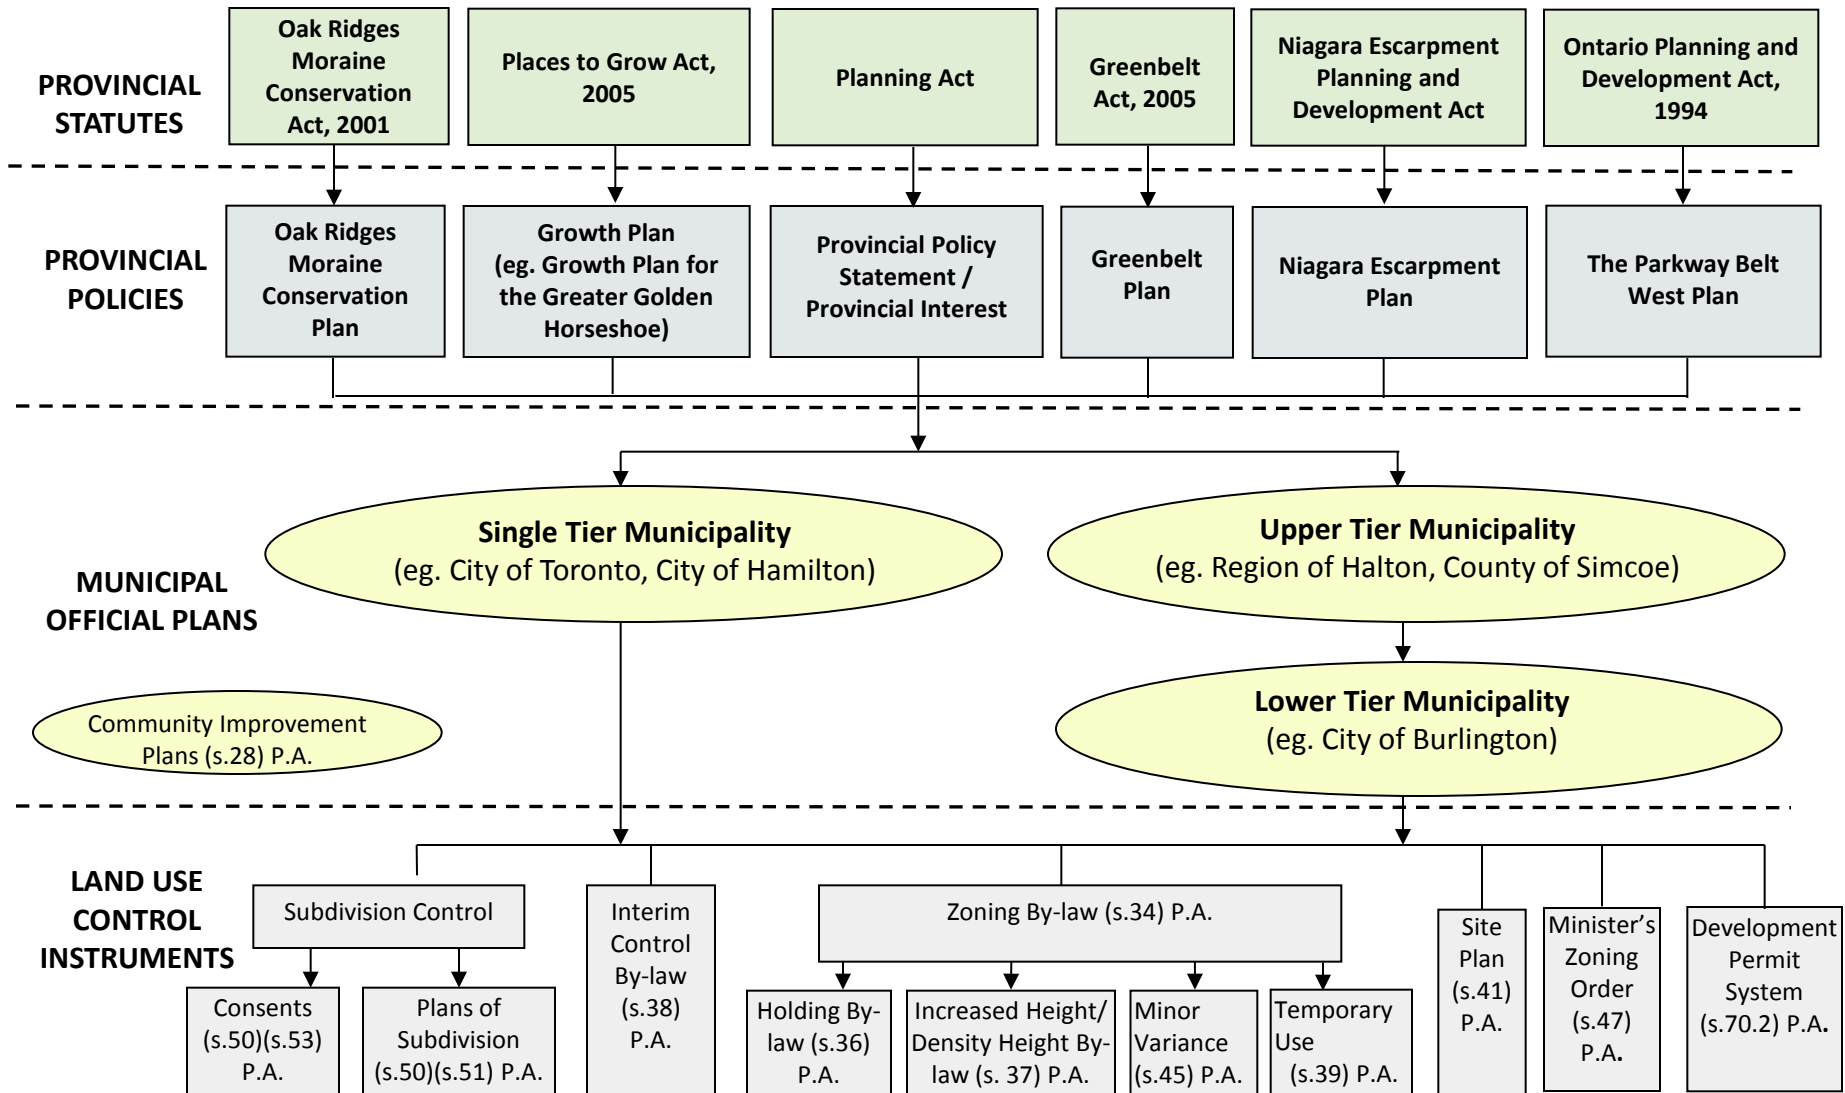 PROVINCIAL
STATUTES
Oak Ridges
Moraine
Conservation
Act, 2001
Places to Grow Act,
2005
Planning Act
Greenbelt
Act, 2005
Niagara Escarpment
Planning and
Development Act
Ontario Planning and
Development Act,
1994
PROVINCIAL
POLICIES
Oak Ridges
Moraine
Conservation
Plan
Growth Plan
(eg. Growth Plan for
the Greater Golden
Horseshoe)
Provincial Policy
Statement /
Provincial Interest
Greenbelt
Plan
Niagara Escarpment
Plan
The Parkway Belt
West Plan
MUNICIPAL
OFFICIAL PLANS
Single Tier Municipality
(eg. City of Toronto, City of Hamilton)
Upper Tier Municipality
(eg. Region of Halton, County of Simcoe)
Lower Tier Municipality
(eg. City of Burlington)
Community Improvement
Plans (s.28) P.A.
LAND USE
CONTROL
INSTRUMENTS
Subdivision Control
Consents
(s.50)(s.53)
P.A.
Plans of
Subdivision
(s.50)(s.51) P.A.
Interim
Control
By-law
(s.38)
P.A.
Zoning By-law (s.34) P.A.
Holding By-
law (s.36)
P.A.
Increased Height/
Density Height By-
law (s. 37) P.A.
Minor
Variance
(s.45) P.A.
Temporary
Use
(s.39) P.A.
Site
Plan
(s.41)
P.A.
Minister’s
Zoning
Order
(s.47)
P.A.
Development
Permit
System
(s.70.2) P.A.